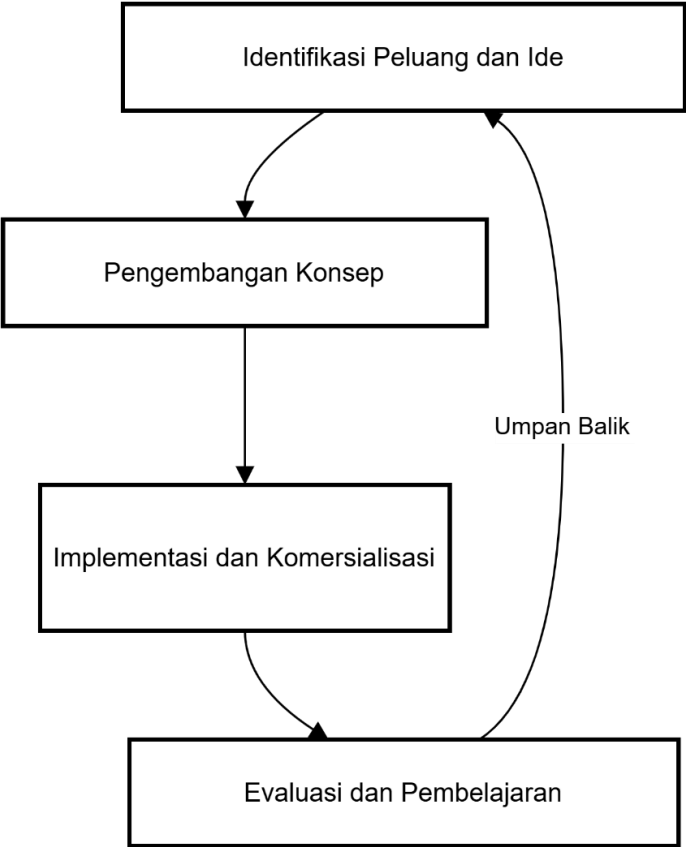 Identifikasi Peluang dan Ide
Pengembangan Konsep
Umpan Balik
Implementasi dan Komersialisasi
Evaluasi dan Pembelajaran